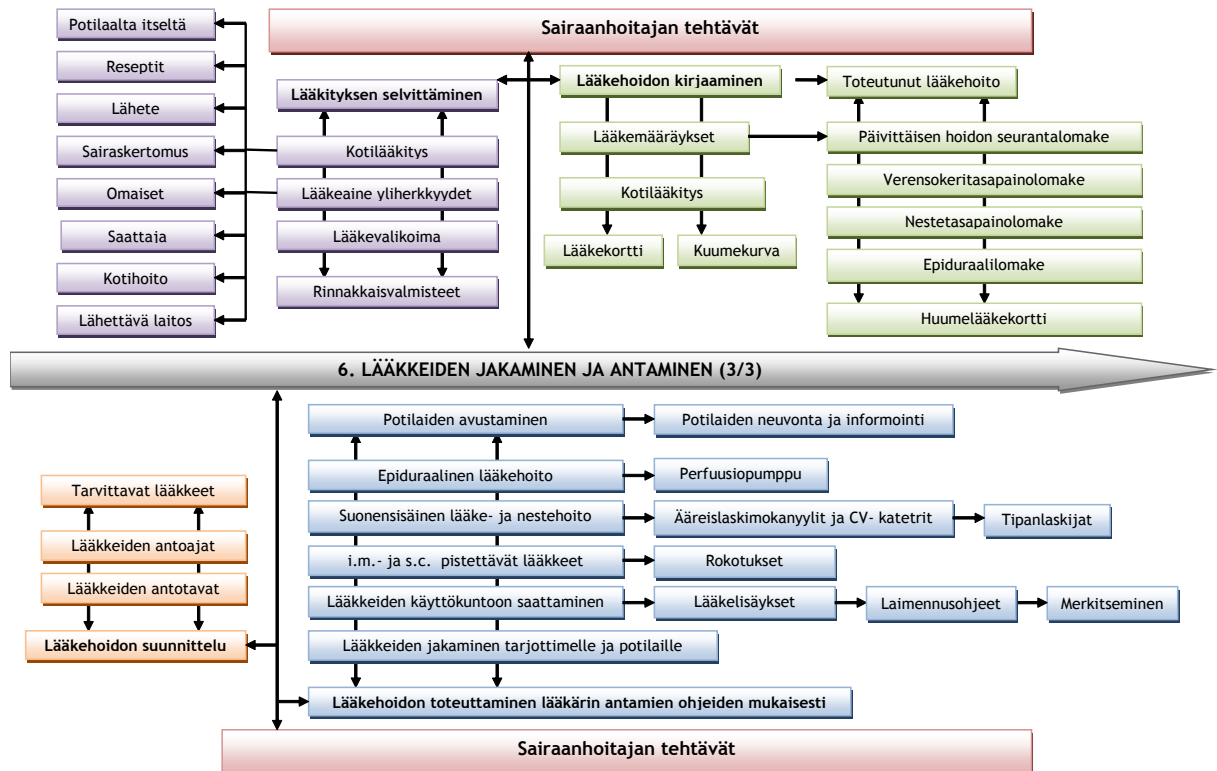 Sairaanhoitajan tehtävät
Potilaalta itseltä
Reseptit
Lähete
Sairaskertomus
Omaiset
Saattaja
Kotihoito
Lähettävä laitos
Lääkityksen selvittäminen
Kotilääkitys
Lääkeaine yliherkkyydet
Lääkevalikoima
Rinnakkaisvalmisteet
Lääkehoidon kirjaaminen
Lääkemääräykset
Kotilääkitys
Lääkekortti
Kuumekurva
Toteutunut lääkehoito
Päivittäisen hoidon seurantalomake
Verensokeritasapainolomake
Nestetasapainolomake
Epiduraalilomake
Huumelääkekortti
6. LÄÄKKEIDEN JAKAMINEN JA ANTAMINEN (3/3)
Tarvittavat lääkkeet
Lääkkeiden antoajat
Lääkkeiden antotavat
Lääkehoidon suunnittelu
Potilaiden avustaminen
Potilaiden neuvonta ja informointi
Epiduraalinen lääkehoito
Perfuusiopumppu
Suonensisäinen lääke- ja nestehoito
Ääreislaskimokanyylit ja CV- katetrit
Tipanlaskijat
i.m.- ja s.c. pistettävät lääkkeet
Rokotukset
Lääkkeiden käyttökuntoon saattaminen
Lääkelisäykset
Laimennusohjeet
Merkitseminen
Lääkkeiden jakaminen tarjottimelle ja potilaille
Lääkehoidon toteuttaminen lääkärin antamien ohjeiden mukaisesti
Sairaanhoitajan tehtävät